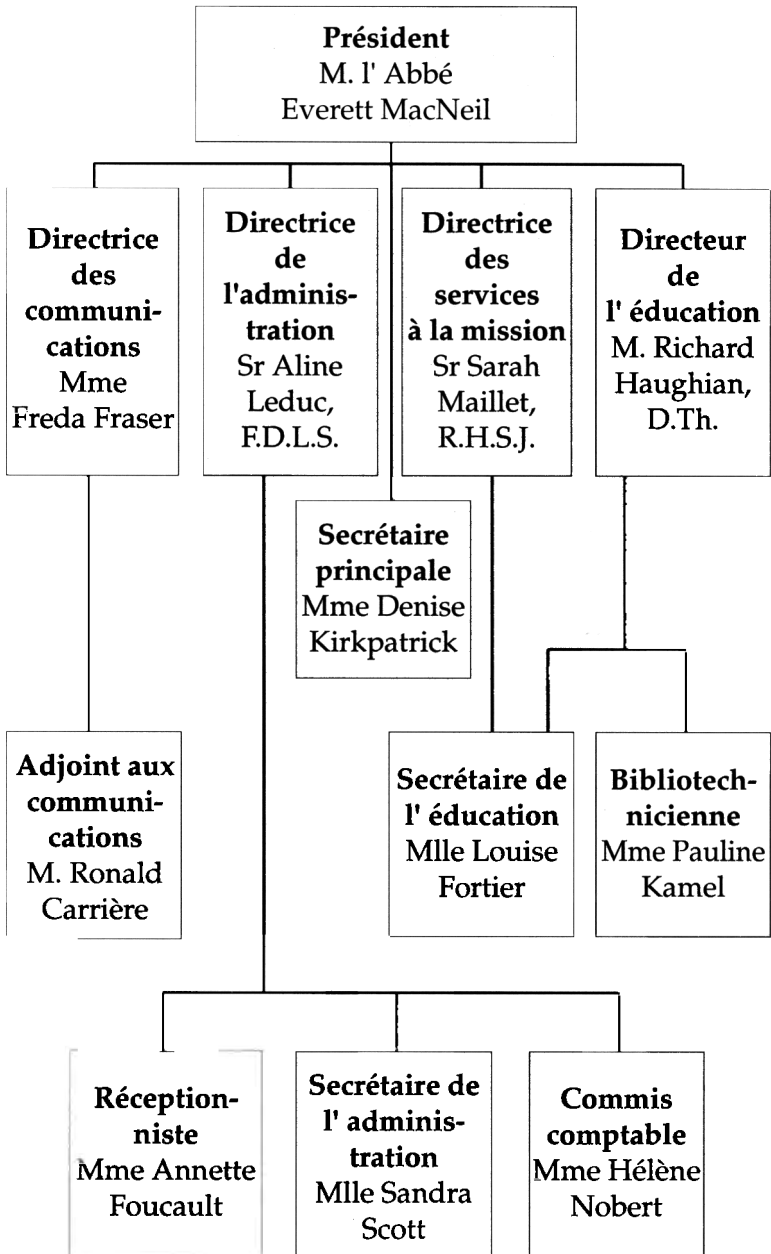 Président
M. l' Abbé
Everett MacNeil
Directrice
des
communi-
cations
Mme
Freda Fraser
Directrice
de
l'adminis-
tration
Sr Aline
Leduc,
F.D.L.S.
Directrice
des
services
à la mission
Sr Sarah
Maillet,
R.H.S.J.
Directeur
de
l' éducation
M. Richard
Haughian,
D.Th.
Secrétaire
principale
Mme Denise
Kirkpatrick
Adjoint aux
communi-
cations
M. Ronald
Carrière
Secrétaire de
l' éducation
Mlle Louise
Fortier
Bibliotech-
nicienne
Mme Pauline
Kamel
Réception-
niste
Mme Annette
Foucault
Secrétaire de
l' adminis-
tration
Mlle Sandra
Scott
Commis
comptable
Mme Hélène
Nobert